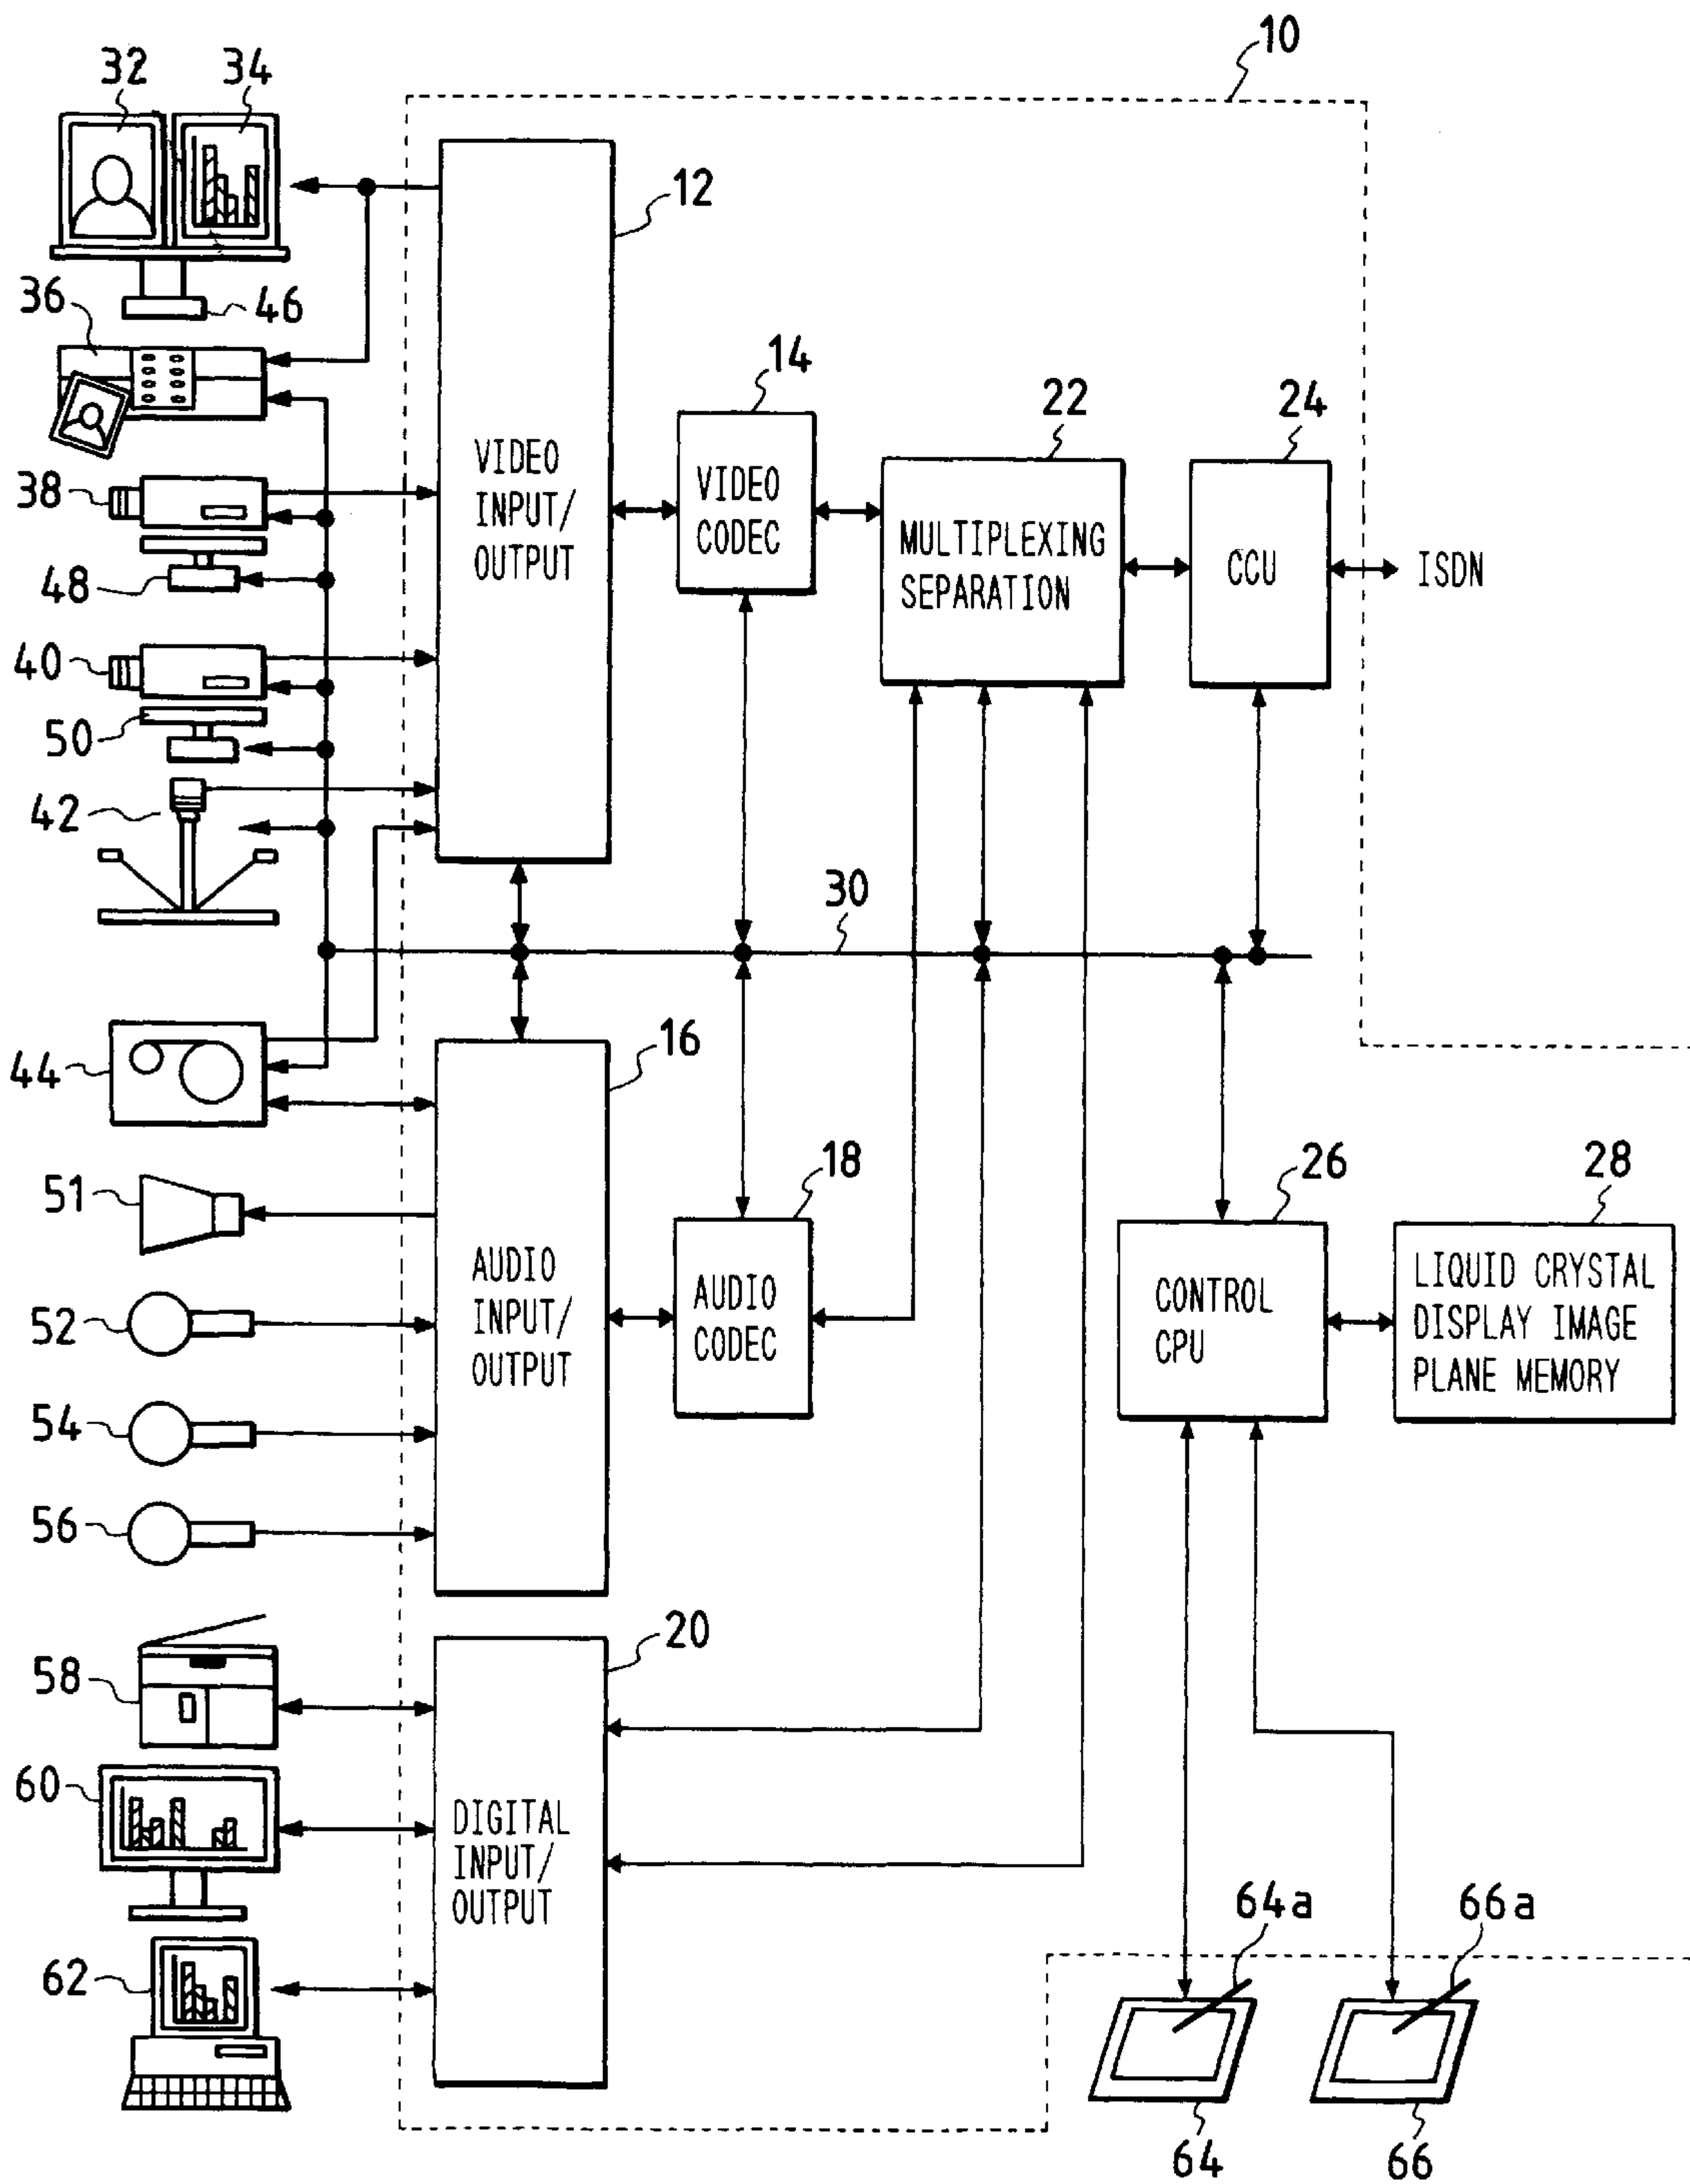 10
32 34
12
46
36
14
22
24
VIDEO
INPUT/
OUTPUT
VIDEO
CODEC
MULTIPLEXING
SEPARATION
CCU
ISDN
38
48
40
50
42
30
16
44
18
26
28
51
AUDIO
INPUT/
OUTPUT
AUDIO
CODEC
CONTROL
CPU
LIQUID CRYSTAL
DISPLAY IMAGE
PLANE MEMORY
52
54
56
20
58
60
DIGITAL
INPUT/
OUTPUT
64a
66a
62
64
66